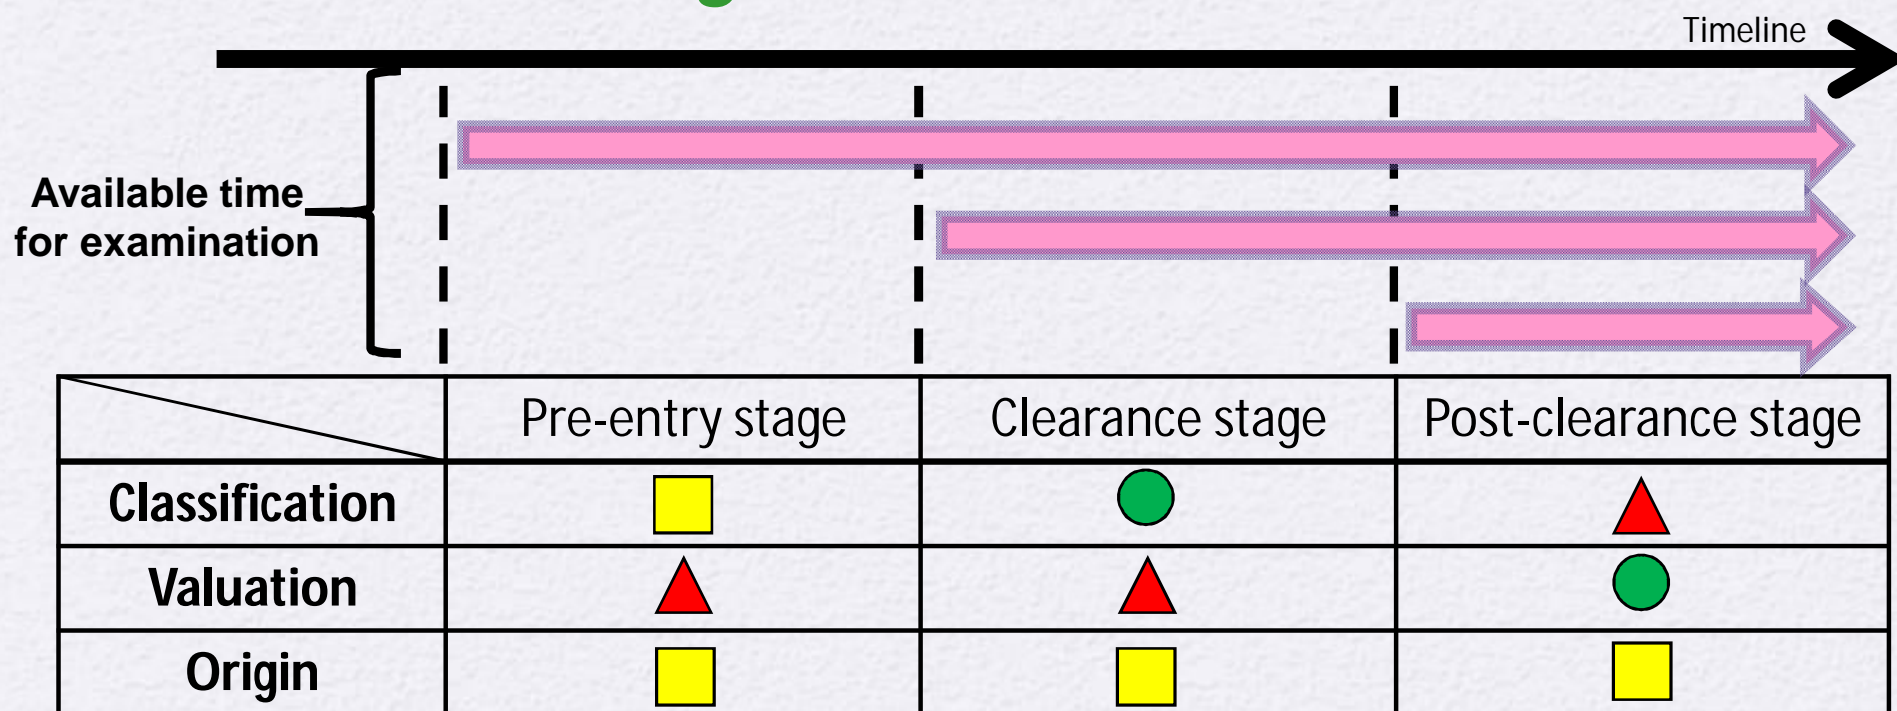 Timeline
Available time
for examination
Pre-entry stage
Clearance stage
Post-clearance stage
Classification
Valuation
Origin